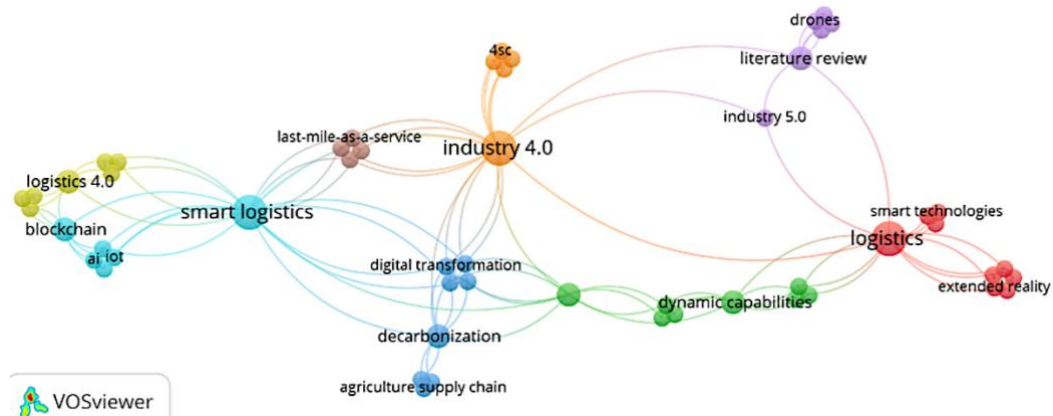 drones
4sc
literature review
industry 5.0
last-mile-as-a-service
industry 4.0
logistics 4.0
smart logistics
smart technologies
blockchain
logistics
ai iot
digital transformation
extended reality
dynamic capabilities
decarbonization
agriculture supply chain
VOSviewer